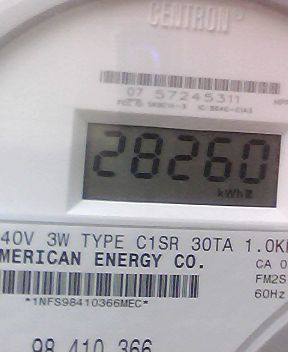 CENTRON
07 57245311
28260
kWh
40V 3W TYPE C1SR 30TA 1.0K
MERICAN ENERGY CO.
CA 0
FM2S
60Hz
*1NFS98410366MEC*
98 410 366